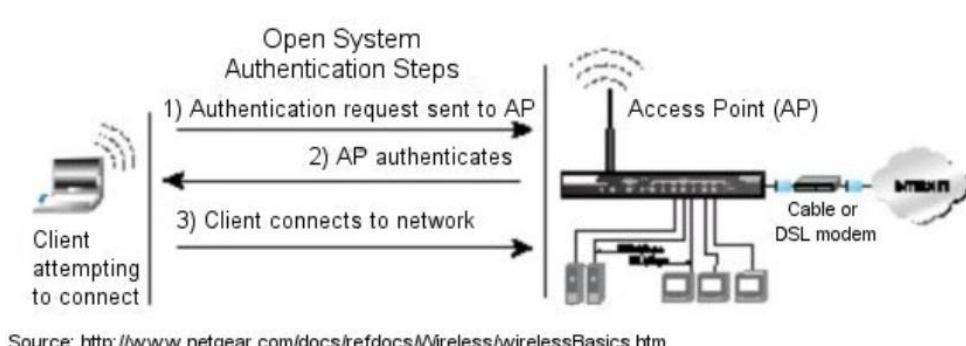 Open System
Authentication Steps
1) Authentication request sent to AP
Access Point (AP)
2) AP authenticates
3) Client connects to network
Client
attempting
to connect
Cable or
DSL modem
Source: http://www.netgear.com/docs/refdocs/Wireless/wirelessBasics.htm